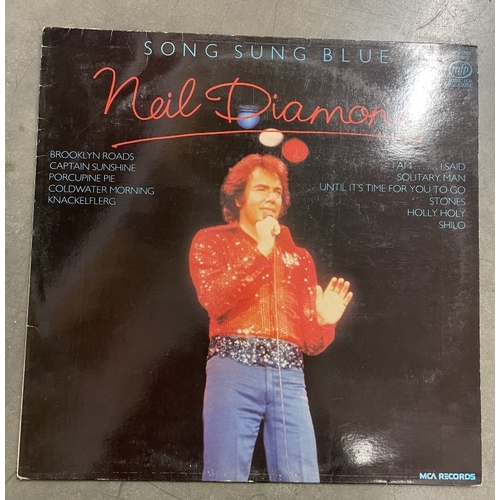 SONG SUNG BLUE
mfp
Neil Diamond
BROOKLYN ROADS
CAPTAIN SUNSHINE
PORCUPINE PIE
COLDWATER MORNING
KNACKELFLERG
I AM... I SAID
SOLITARY MAN
UNTIL IT'S TIME FOR YOU TO GO
STONES
HOLLY HOLY
SHILO
MCA RECORDS